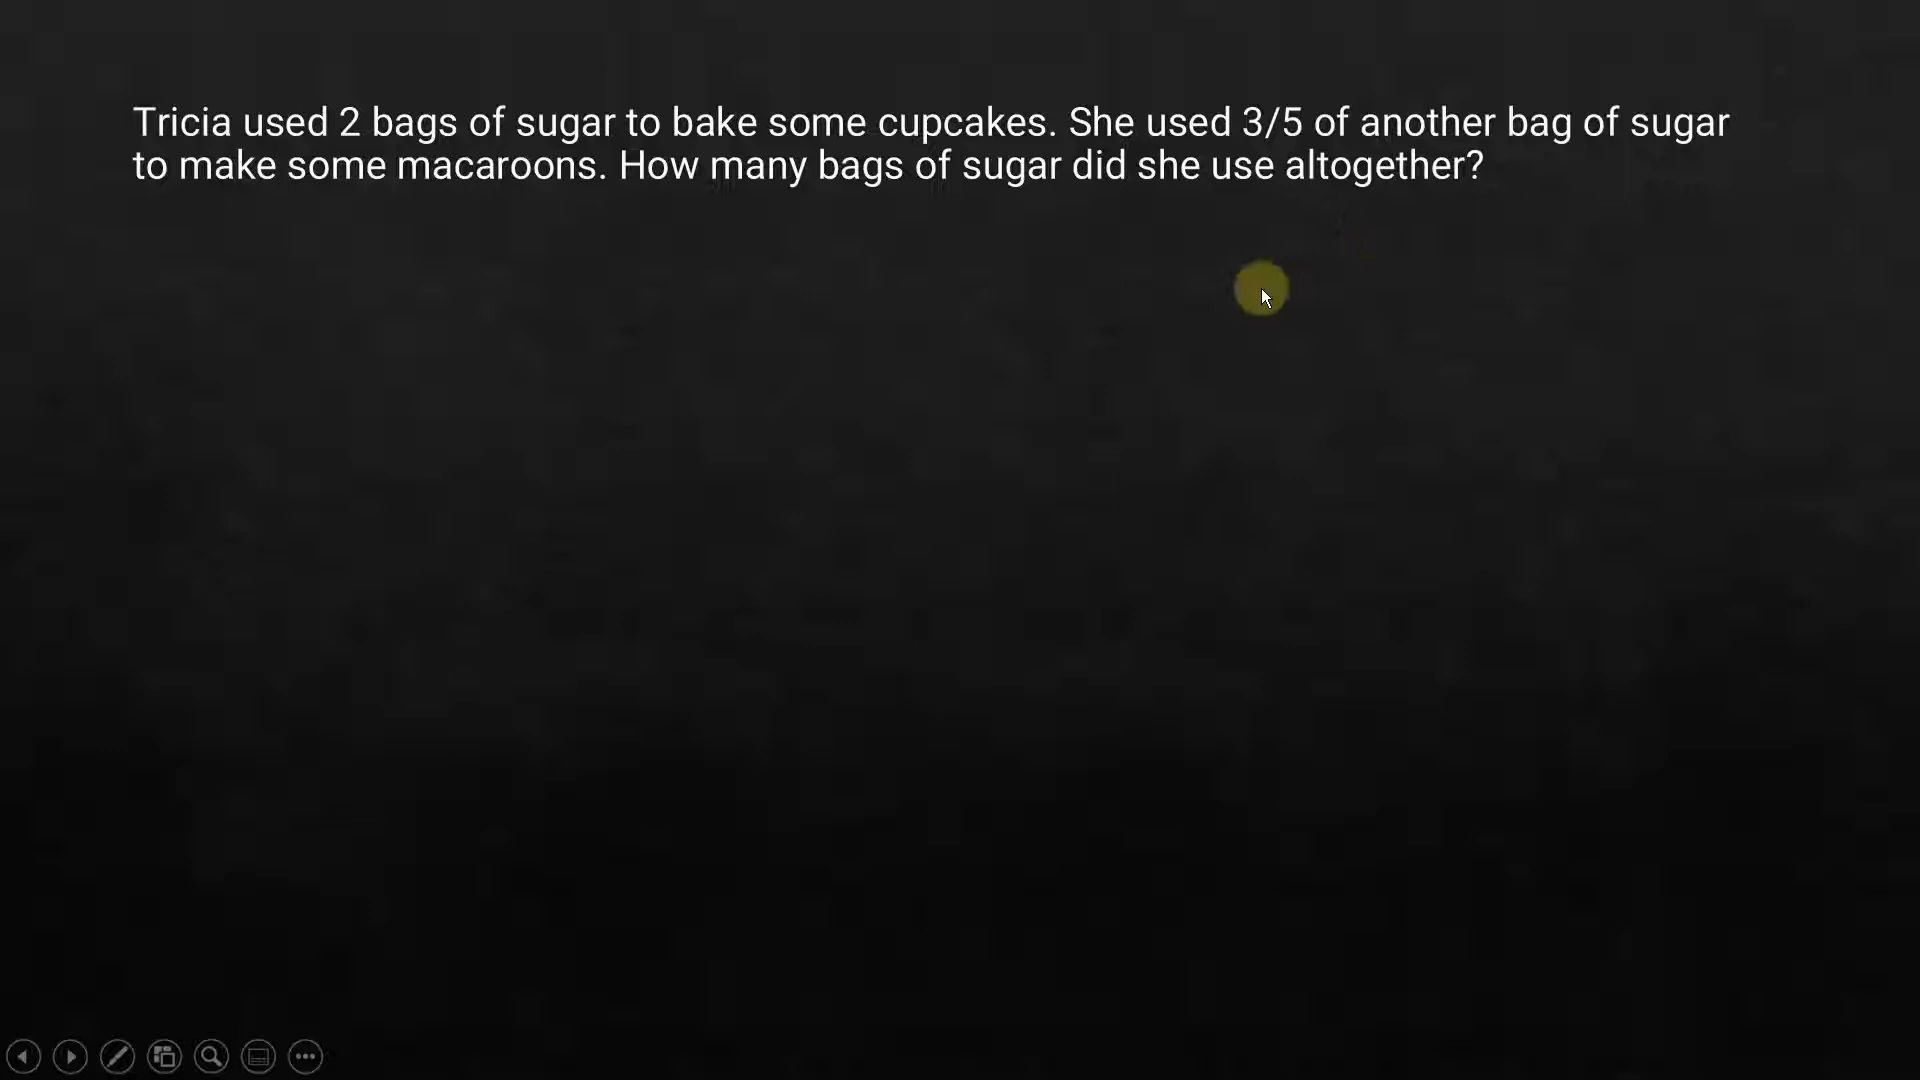 Tricia used 2 bags of sugar to bake some cupcakes. She used 3/5 of another bag of sugar
to make some macaroons. How many bags of sugar did she use altogether?